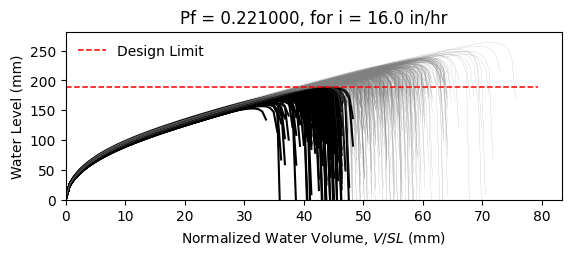 Pf = 0.221000, for i = 16.0 in/hr
Water Level (mm)
250
200
150
100
50
0
Design Limit
0 10 20 30 40 50 60 70 80
Normalized Water Volume, V/SL (mm)